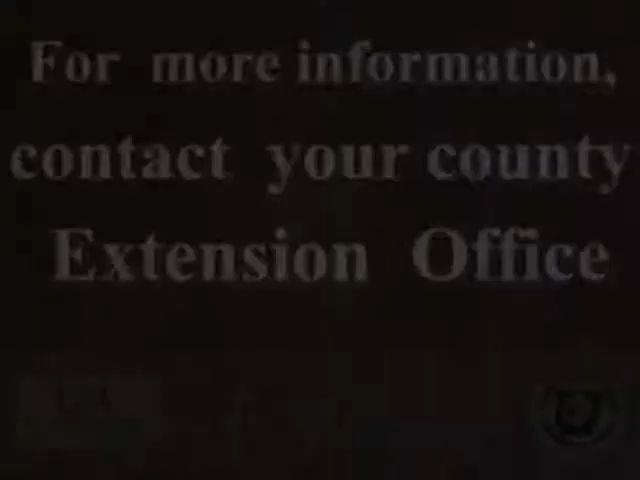 For more information,
contact your county
Extension Office